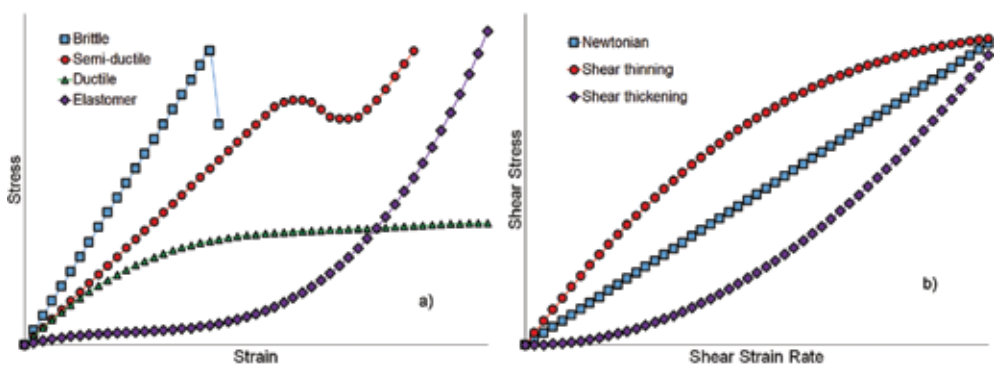 Brittle
Semi-ductile
Ductile
Elastomer
Stress
Strain
a)
Newtonian
Shear thinning
Shear thickening
Shear Stress
Shear Strain Rate
b)